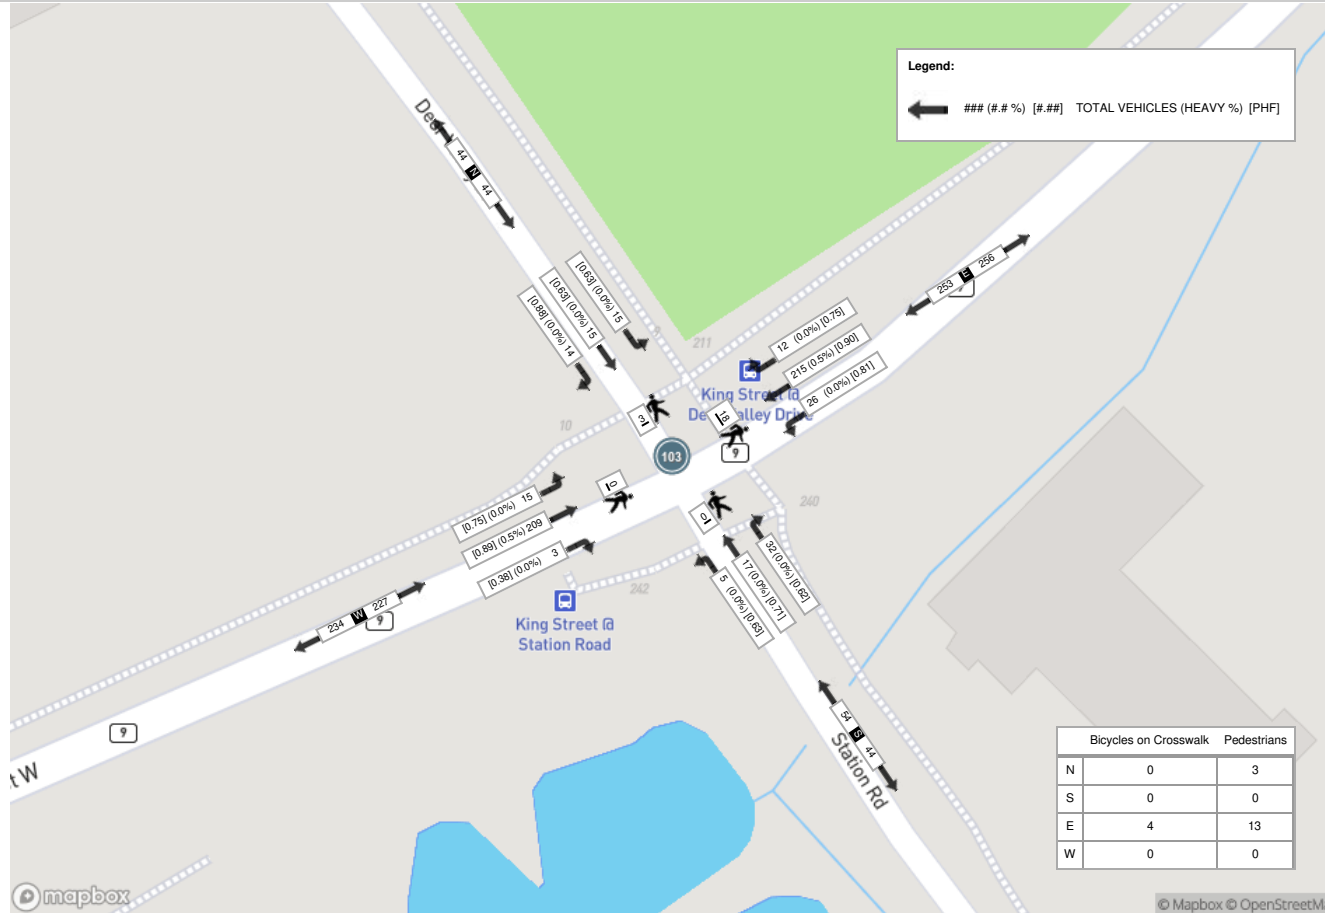 Legend:
### (#.# %) [#.##] TOTAL VEHICLES (HEAVY %) [PHF]
44 N 44
[0.63] (0.0%) 15
[0.63] (0.0%) 15
[0.88] (0.0%) 14
253 E 256
9
211
12 (0.0%) [0.75]
215 (0.5%) [0.90]
26 (0.0%) [0.81]
King Street @
3
18
10
103
9
[0.75] (0.0%) 15
0
[0.89] (0.5%) 209
[0.38] (0.0%) 3
0
240
32 (0.0%) [0.62]
17 (0.0%) [0.71]
5 (0.0%) [0.63]
242
234 W 227
9
King Street @
Station Road
54 S 44
Station Rd
9
t W
Bicycles on Crosswalk Pedestrians
N 0 3
S 0 0
E 4 13
W 0 0
mapbox
© Mapbox © OpenStreetM